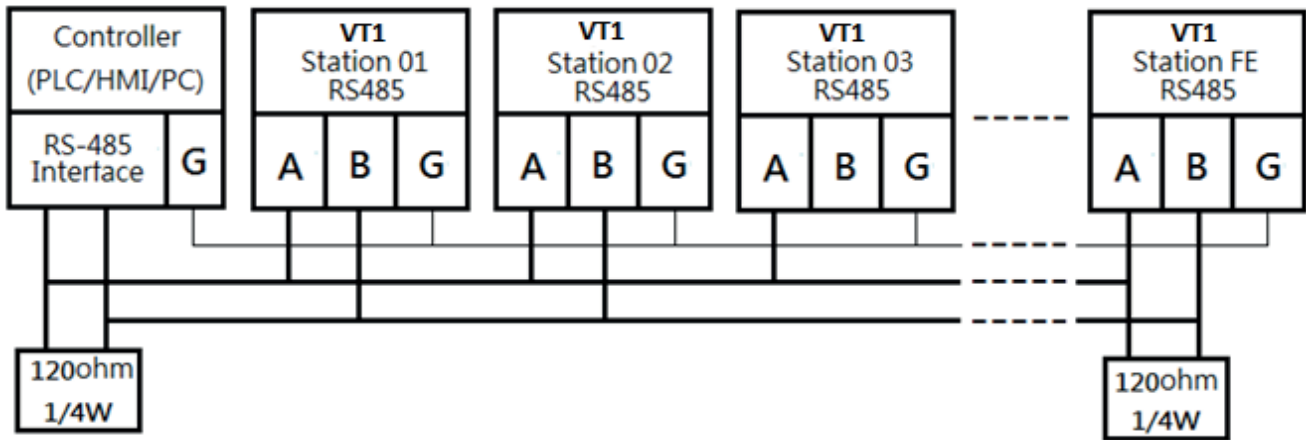 Controller
(PLC/HMI/PC)
RS-485
Interface
G
VT1
Station 01
RS485
A B G
VT1
Station 02
RS485
A B G
VT1
Station 03
RS485
A B G
VT1
Station FE
RS485
A B G
120ohm
1/4W
120ohm
1/4W